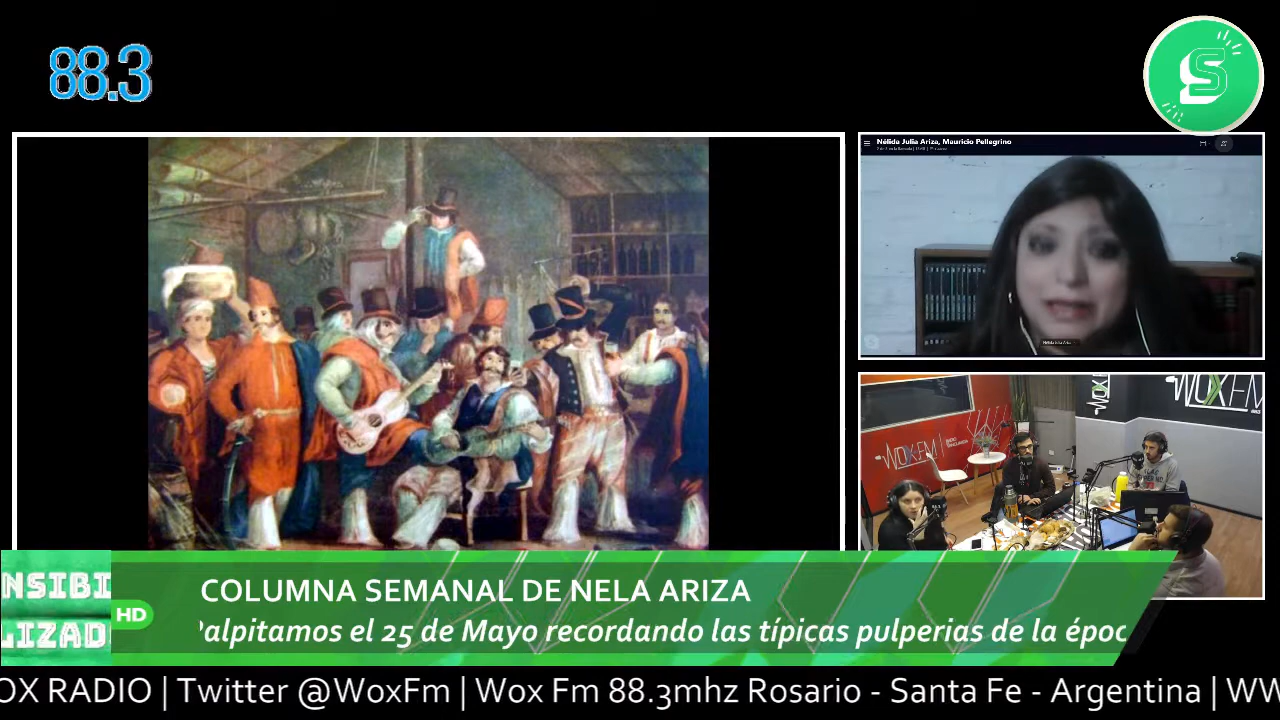 88.3
S
Nélida Julia Ariza, Mauricio Pellegrino
WOXFM
WOX
WOXFM
NSIBI
LIZAD
HD
COLUMNA SEMANAL DE NELA ARIZA
Palpitamos el 25 de Mayo recordando las típicas pulperias de la époc
OX RADIO | Twitter @WoxFm | Wox Fm 88.3mhz Rosario - Santa Fe - Argentina | WW